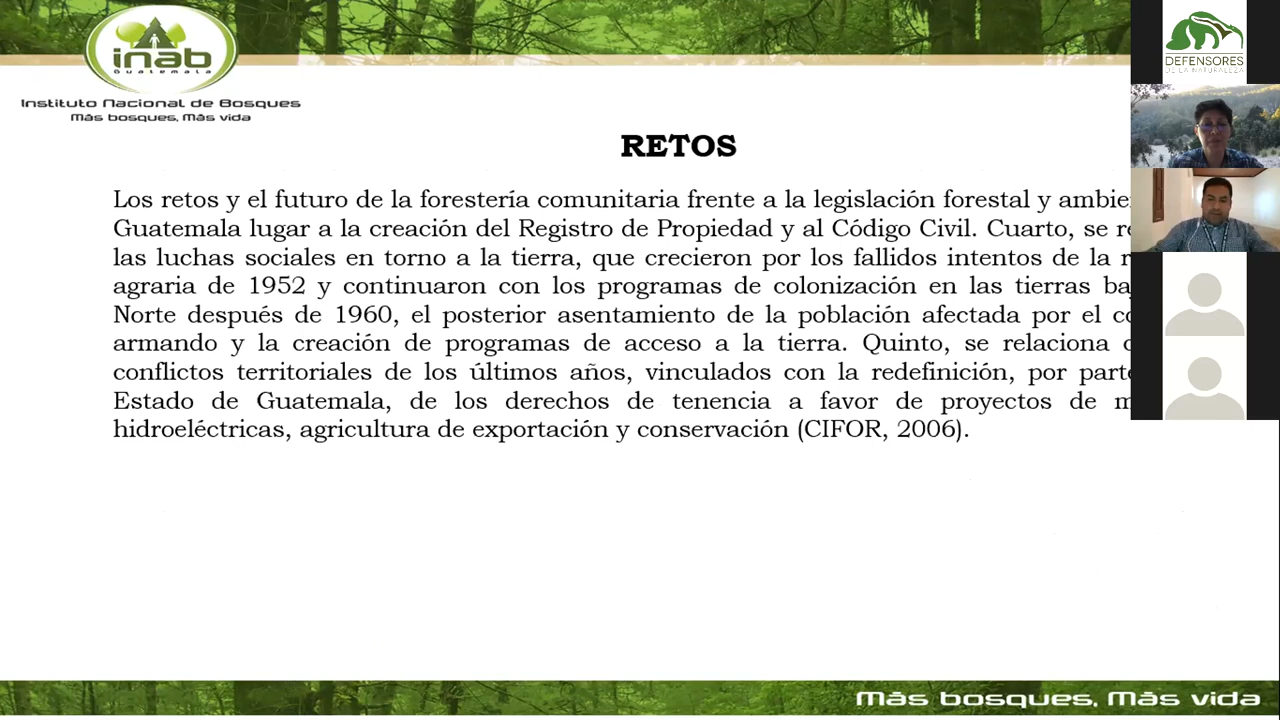 inab
Guatemala
Instituto Nacional de Bosques
Más bosques, Más vida
DEFENSORES
DE LA NATURALEZA
RETOS
Los retos y el futuro de la forestería comunitaria frente a la legislación forestal y
Guatemala lugar a la creación del Registro de Propiedad y al Código Civil. Cuarto, se
las luchas sociales en torno a la tierra, que crecieron por los fallidos intentos de la
agraria de 1952 y continuaron con los programas de colonización en las tierras
Norte después de 1960, el posterior asentamiento de la población afectada por el
armando y la creación de programas de acceso a la tierra. Quinto, se relaciona
conflictos territoriales de los últimos años, vinculados con la redefinición, por
Estado de Guatemala, de los derechos de tenencia a favor de proyectos de
hidroeléctricas, agricultura de exportación y conservación (CIFOR, 2006).
Más bosques, Más vida